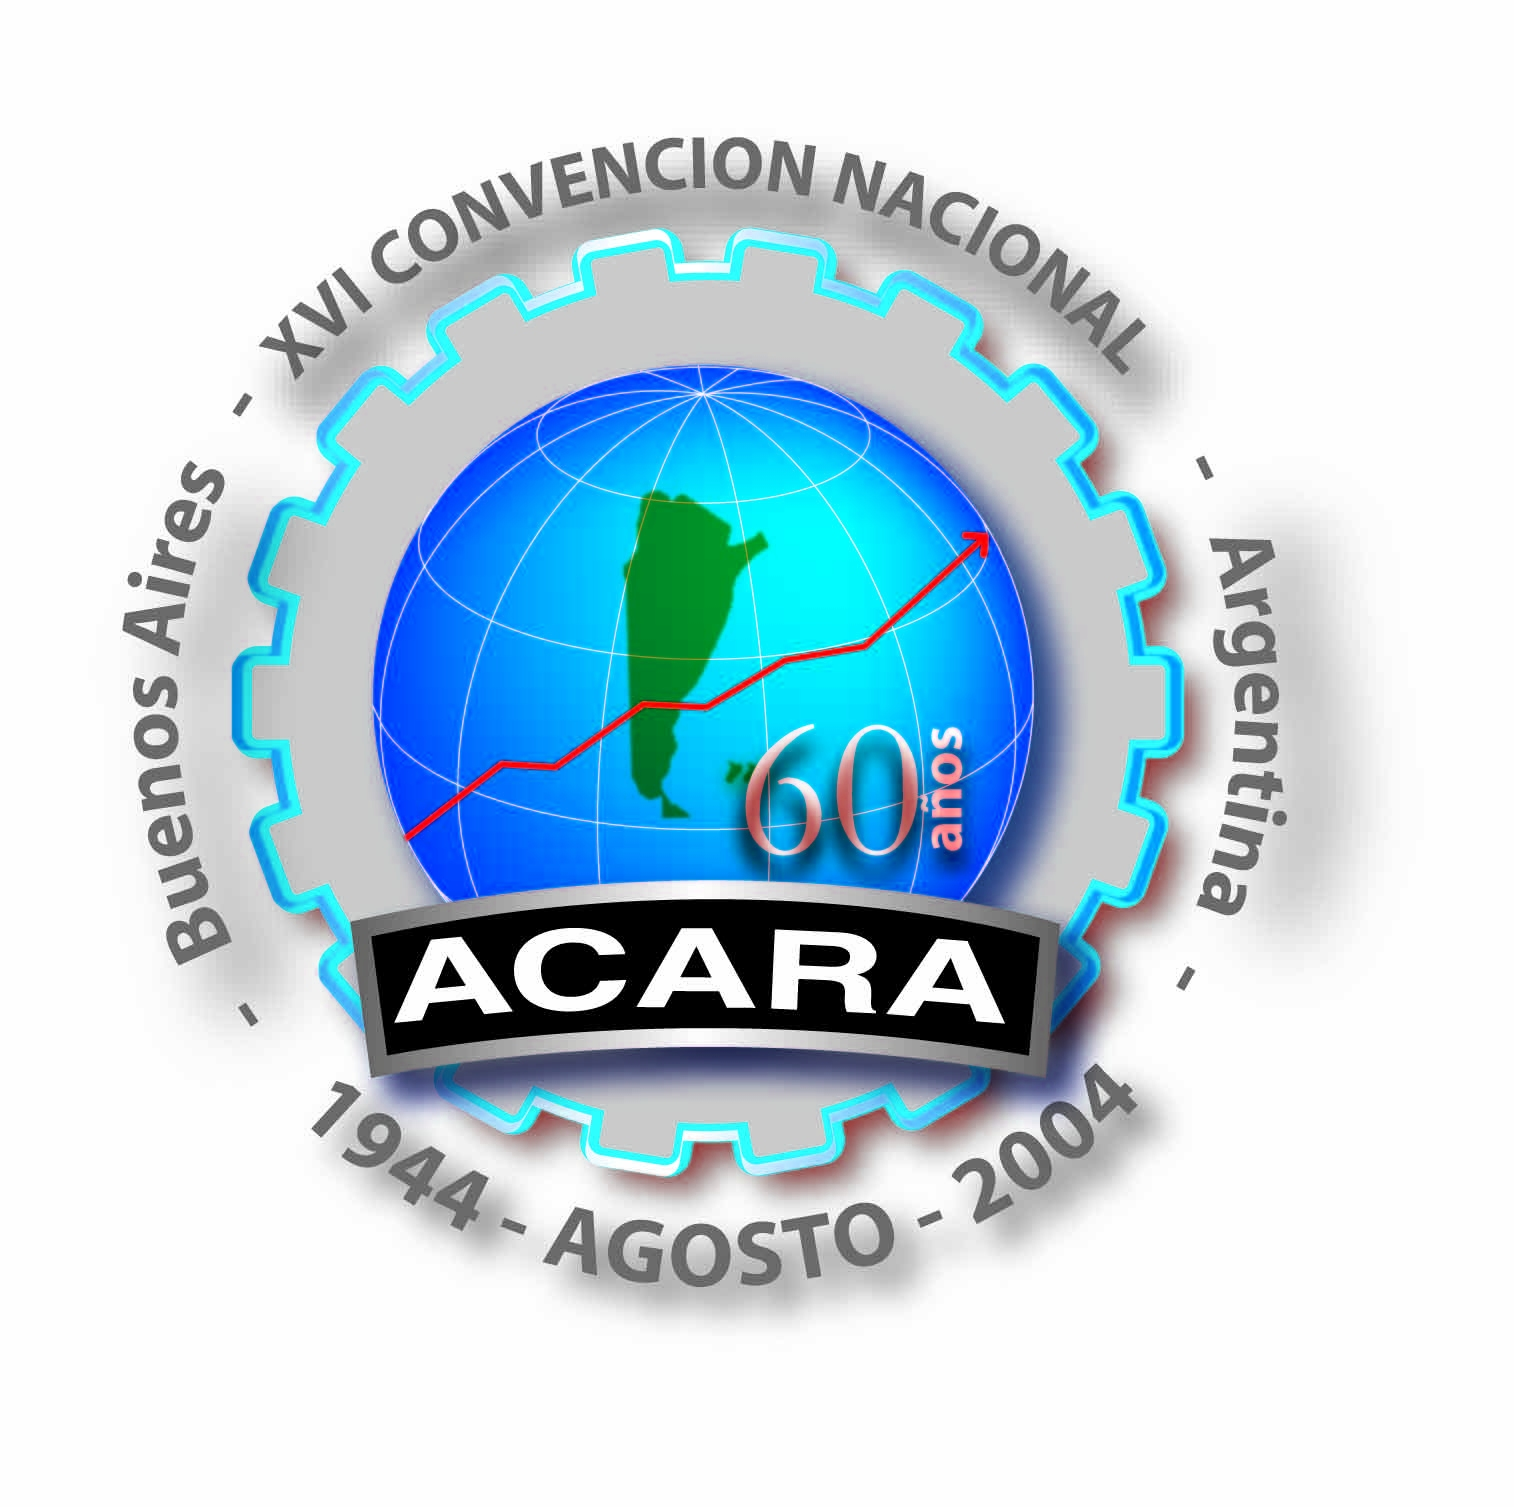 - XVI CONVENCION NACIONAL -
Argentina -
1944 - AGOSTO - 2004
- Buenos Aires
60 años
ACARA